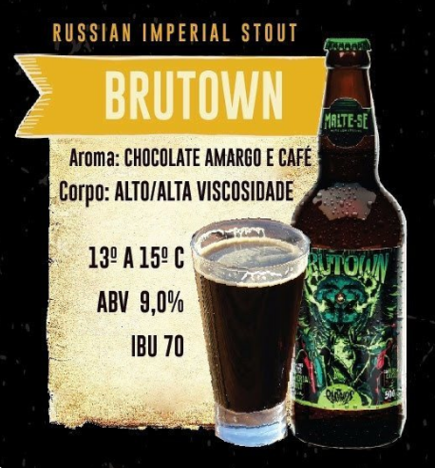 RUSSIAN IMPERIAL STOUT
BRUTOWN
Aroma: CHOCOLATE AMARGO E CAFÉ
Corpo: ALTO/ALTA VISCOSIDADE
13º A 15º C
ABV 9,0%
IBU 70
MALTE-SE
BRUTOWN